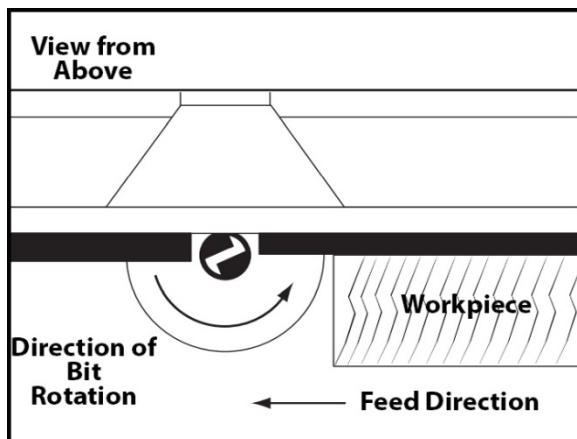 View from
Above
Workpiece
Direction of
Bit
Rotation
Feed Direction